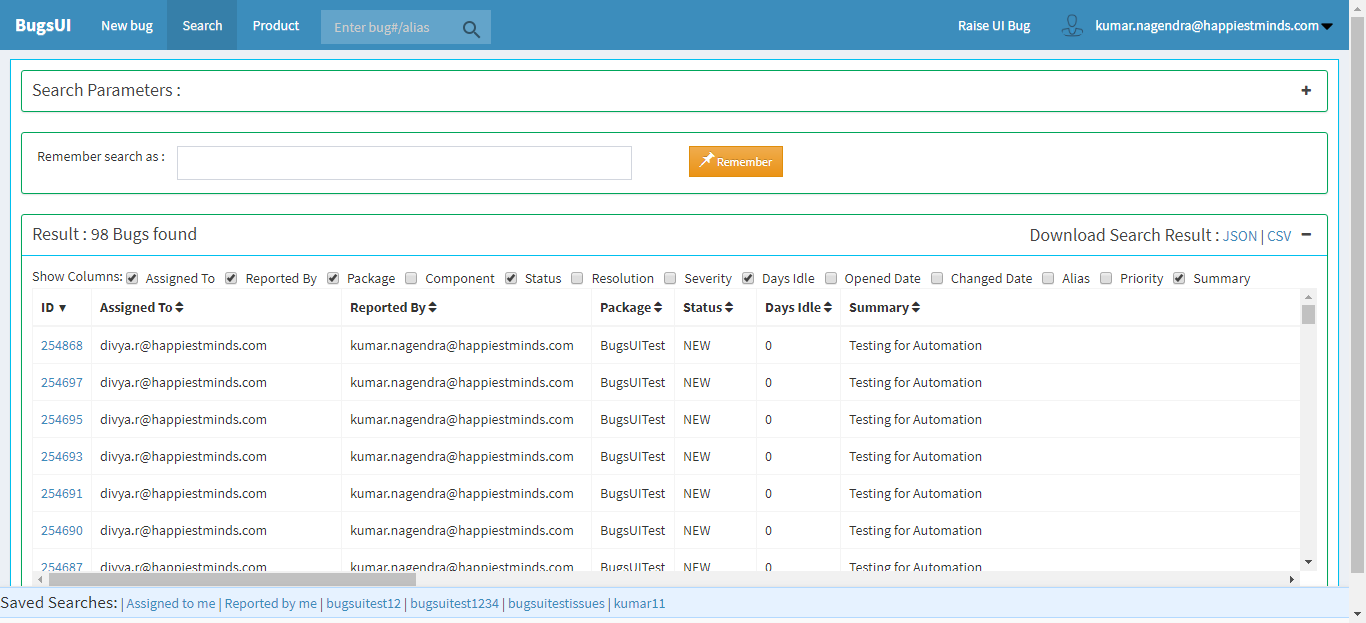 BugsUI New bug Search Product Enter bug#/alias Raise UI Bug kumar.nagendra@happiestminds.com
Search Parameters : +
Remember search as : Remember
Result : 98 Bugs found Download Search Result : JSON | CSV −
Show Columns: Assigned To Reported By Package Component Status Resolution Severity Days Idle Opened Date Changed Date Alias Priority Summary
ID Assigned To Reported By Package Status Days Idle Summary
254868 divya.r@happiestminds.com kumar.nagendra@happiestminds.com BugsUITest NEW 0 Testing for Automation
254697 divya.r@happiestminds.com kumar.nagendra@happiestminds.com BugsUITest NEW 0 Testing for Automation
254695 divya.r@happiestminds.com kumar.nagendra@happiestminds.com BugsUITest NEW 0 Testing for Automation
254693 divya.r@happiestminds.com kumar.nagendra@happiestminds.com BugsUITest NEW 0 Testing for Automation
254691 divya.r@happiestminds.com kumar.nagendra@happiestminds.com BugsUITest NEW 0 Testing for Automation
254690 divya.r@happiestminds.com kumar.nagendra@happiestminds.com BugsUITest NEW 0 Testing for Automation
254687 divya.r@happiestminds.com kumar.nagendra@happiestminds.com BugsUITest NEW 0 Testing for Automation
Saved Searches: | Assigned to me | Reported by me | bugsuitest12 | bugsuitest1234 | bugsuitestissues | kumar11